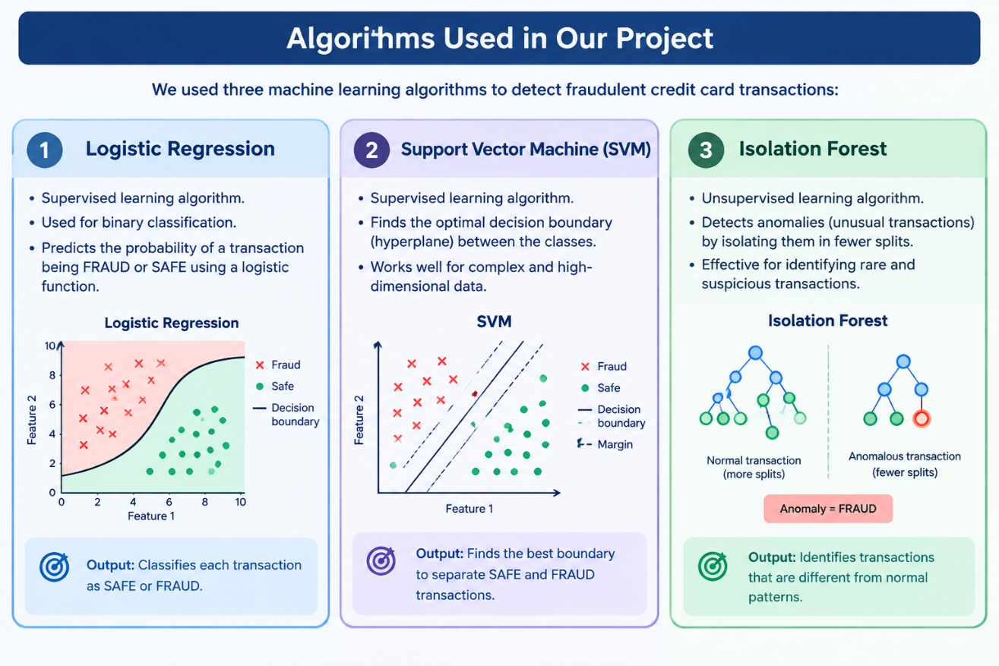 Algorithms Used in Our Project
We used three machine learning algorithms to detect fraudulent credit card transactions:
1 Logistic Regression
• Supervised learning algorithm.
• Used for binary classification.
• Predicts the probability of a transaction
being FRAUD or SAFE using a logistic
function.
Logistic Regression
10
8
6
4
2
0
Feature 2
0 2 4 6 8 10
Feature 1
Fraud
Safe
Decision
boundary
Output: Classifies each transaction
as SAFE or FRAUD.
2 Support Vector Machine (SVM)
• Supervised learning algorithm.
• Finds the optimal decision boundary
(hyperplane) between the classes.
• Works well for complex and high-
dimensional data.
SVM
Feature 2
Feature 1
Fraud
Safe
Decision
boundary
Margin
Output: Finds the best boundary
to separate SAFE and FRAUD
transactions.
3 Isolation Forest
• Unsupervised learning algorithm.
• Detects anomalies (unusual transactions)
by isolating them in fewer splits.
• Effective for identifying rare and
suspicious transactions.
Isolation Forest
Normal transaction
(more splits)
Anomalous transaction
(fewer splits)
Anomaly = FRAUD
Output: Identifies transactions
that are different from normal
patterns.